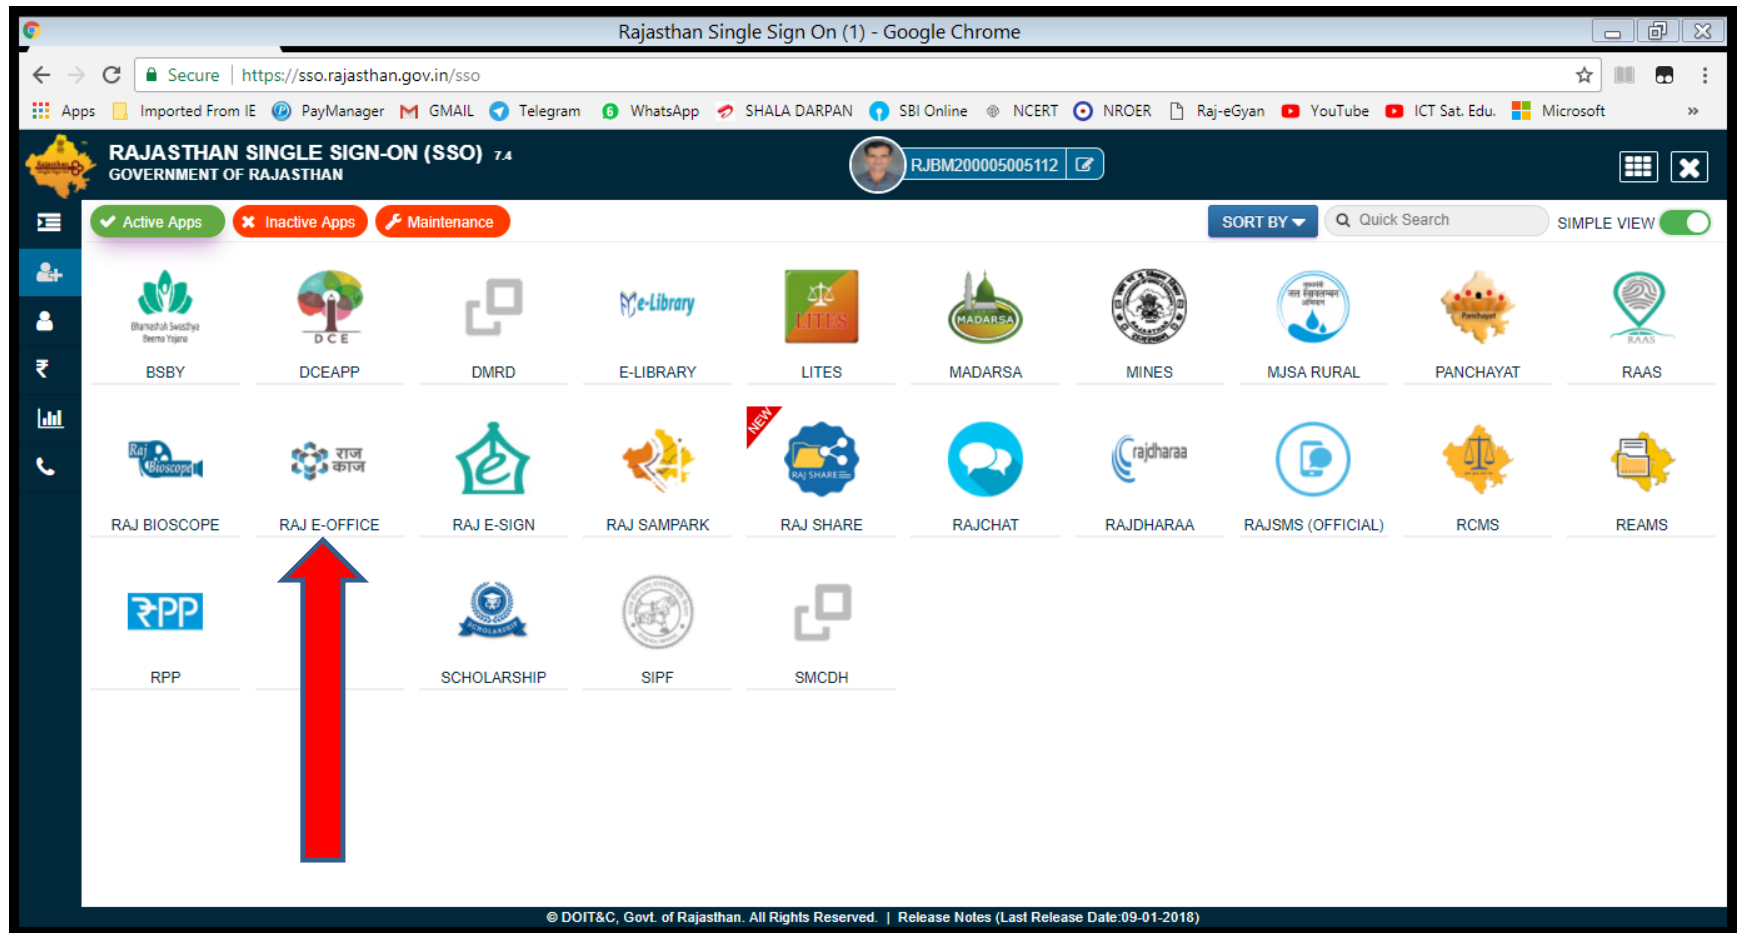 Rajasthan Single Sign On (1) - Google Chrome
Secure | https://sso.rajasthan.gov.in/sso
Apps Imported From IE PayManager GMAIL Telegram WhatsApp SHALA DARPAN SBI Online NCERT NROER Raj-eGyan YouTube ICT Sat. Edu. Microsoft »
RAJASTHAN SINGLE SIGN-ON (SSO) 7.4
GOVERNMENT OF RAJASTHAN
RJBM200005005112
Active Apps Inactive Apps Maintenance SORT BY Quick Search SIMPLE VIEW
Bhamashah Swasthya
Beema Yojana
DCE
e-Library
LITES
MADARSA
Panchayat
RAAS
BSBY DCEAPP DMRD E-LIBRARY LITES MADARSA MINES MJSA RURAL PANCHAYAT RAAS
NEW
Raj
Bioscope
राज
काज
RAJ SHARE
rajdharaa
RAJ BIOSCOPE RAJ E-OFFICE RAJ E-SIGN RAJ SAMPARK RAJ SHARE RAJCHAT RAJDHARAA RAJSMS (OFFICIAL) RCMS REAMS
₹PP
SCHOLARSHIP
RPP SCHOLARSHIP SIPF SMCDH
© DOIT&C, Govt. of Rajasthan. All Rights Reserved. | Release Notes (Last Release Date:09-01-2018)